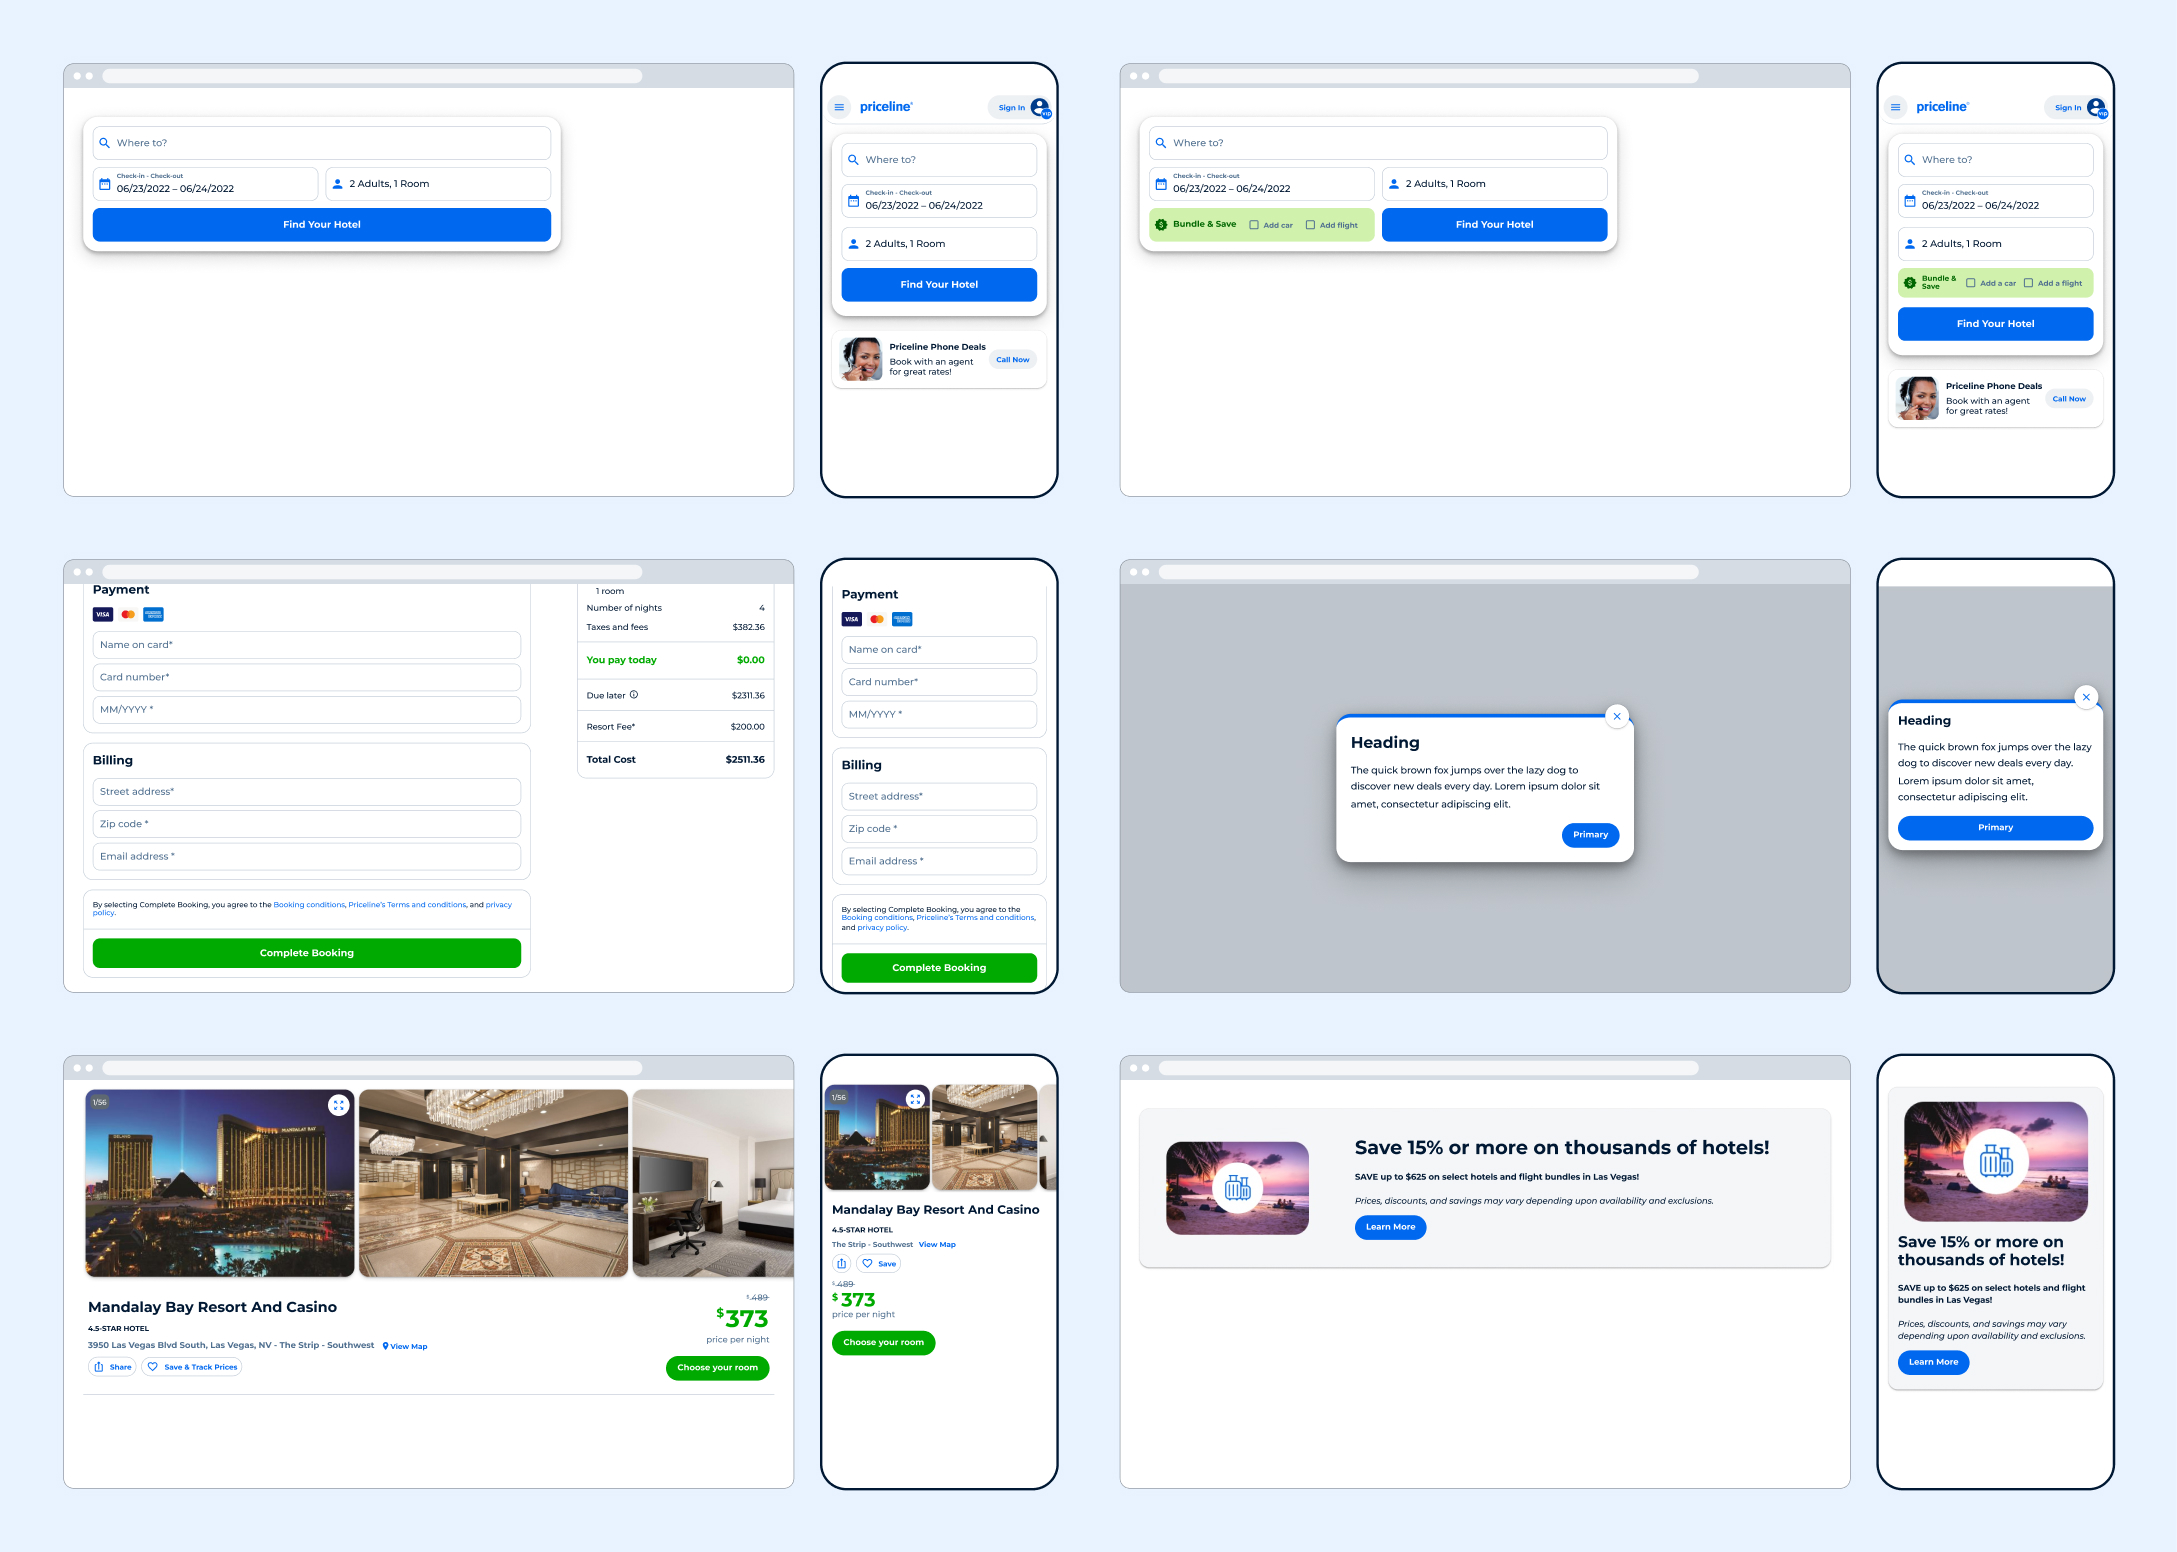 Where to?
Check-in - Check-out
06/23/2022 – 06/24/2022
2 Adults, 1 Room
Find Your Hotel
priceline
Sign In
VIP
Where to?
Check-in - Check-out
06/23/2022 – 06/24/2022
2 Adults, 1 Room
Find Your Hotel
Priceline Phone Deals
Book with an agent
for great rates!
Call Now
Where to?
Check-in - Check-out
06/23/2022 – 06/24/2022
2 Adults, 1 Room
Bundle & Save
Add car
Add flight
Find Your Hotel
priceline
Sign In
VIP
Where to?
Check-in - Check-out
06/23/2022 – 06/24/2022
2 Adults, 1 Room
Bundle &
Save
Add a car
Add a flight
Find Your Hotel
Priceline Phone Deals
Book with an agent
for great rates!
Call Now
Payment
VISA
Name on card*
Card number*
MM/YYYY *
Billing
Street address*
Zip code *
Email address *
By selecting Complete Booking, you agree to the Booking conditions, Priceline's Terms and conditions, and privacy
policy.
Complete Booking
1 room
Number of nights 4
Taxes and fees $382.36
You pay today $0.00
Due later $2311.36
Resort Fee* $200.00
Total Cost $2511.36
Payment
VISA
Name on card*
Card number*
MM/YYYY *
Billing
Street address*
Zip code *
Email address *
By selecting Complete Booking, you agree to the
Booking conditions, Priceline's Terms and conditions,
and privacy policy.
Complete Booking
Heading
The quick brown fox jumps over the lazy dog to
discover new deals every day. Lorem ipsum dolor sit
amet, consectetur adipiscing elit.
Primary
Heading
The quick brown fox jumps over the lazy
dog to discover new deals every day.
Lorem ipsum dolor sit amet,
consectetur adipiscing elit.
Primary
1/56
MANDALAY BAY
Mandalay Bay Resort And Casino
4.5-STAR HOTEL
3950 Las Vegas Blvd South, Las Vegas, NV - The Strip - Southwest
View Map
Share
Save & Track Prices
$ 489
$373
price per night
Choose your room
1/56
Mandalay Bay Resort And Casino
4.5-STAR HOTEL
The Strip - Southwest View Map
Save
$ 489
$373
price per night
Choose your room
Save 15% or more on thousands of hotels!
SAVE up to $625 on select hotels and flight bundles in Las Vegas!
Prices, discounts, and savings may vary depending upon availability and exclusions.
Learn More
Save 15% or more on
thousands of hotels!
SAVE up to $625 on select hotels and flight
bundles in Las Vegas!
Prices, discounts, and savings may vary
depending upon availability and exclusions.
Learn More